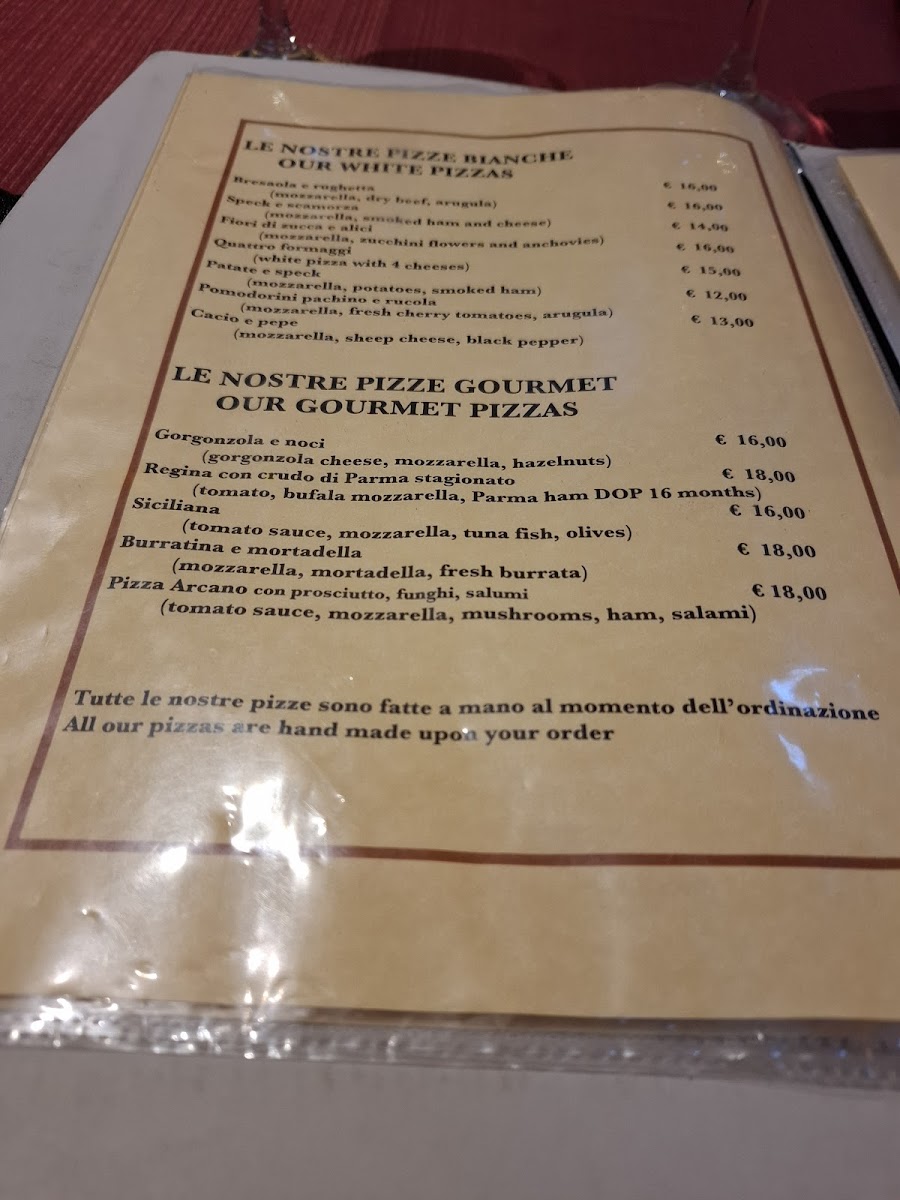 LE NOSTRE PIZZE BIANCHE
OUR WHITE PIZZAS
Bresaola e rughetta € 16,00
(mozzarella, dry beef, arugula)
Speck e scamorza € 16,00
(mozzarella, smoked ham and cheese)
Fiori di zucca e alici € 14,00
(mozzarella, zucchini flowers and anchovies)
Quattro formaggi € 16,00
(white pizza with 4 cheeses)
Patate e speck € 15,00
(mozzarella, potatoes, smoked ham)
Pomodorini pachino e rucola € 12,00
(mozzarella, fresh cherry tomatoes, arugula)
Cacio e pepe € 13,00
(mozzarella, sheep cheese, black pepper)
LE NOSTRE PIZZE GOURMET
OUR GOURMET PIZZAS
Gorgonzola e noci € 16,00
(gorgonzola cheese, mozzarella, hazelnuts)
Regina con crudo di Parma stagionato € 18,00
(tomato, bufala mozzarella, Parma ham DOP 16 months)
Siciliana € 16,00
(tomato sauce, mozzarella, tuna fish, olives)
Burratina e mortadella € 18,00
(mozzarella, mortadella, fresh burrata)
Pizza Arcano con prosciutto, funghi, salumi € 18,00
(tomato sauce, mozzarella, mushrooms, ham, salami)
Tutte le nostre pizze sono fatte a mano al momento dell'ordinazione
All our pizzas are hand made upon your order